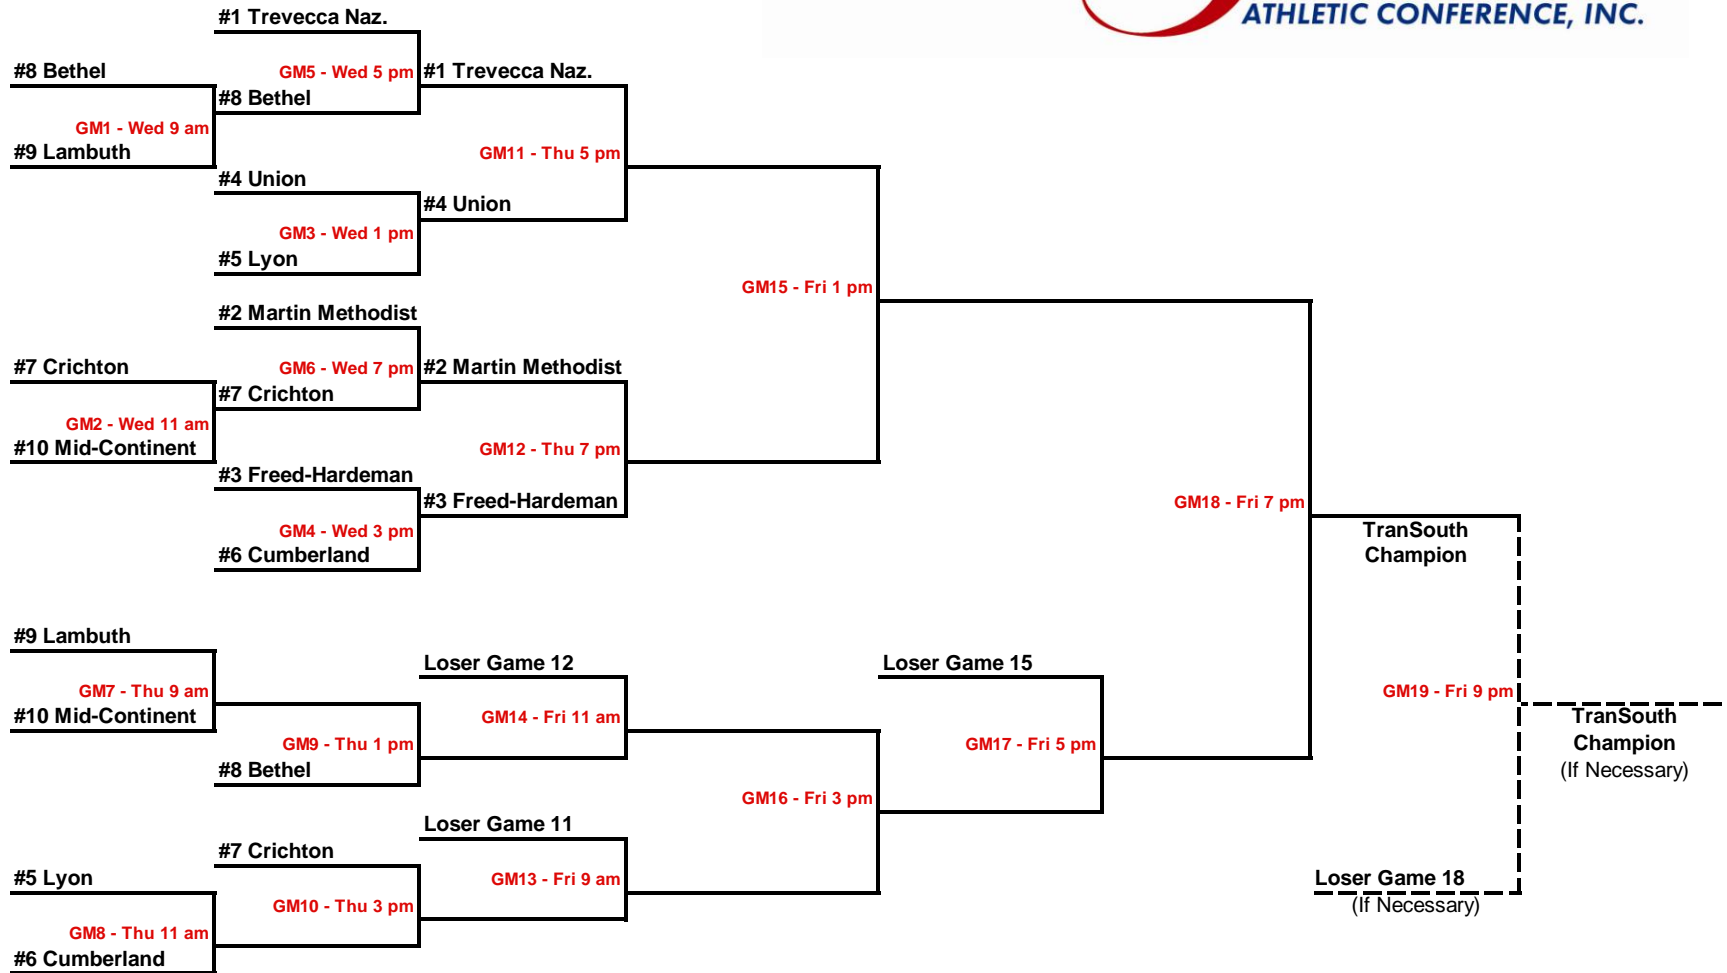 ATHLETIC CONFERENCE, INC.
#1 Trevecca Naz.
#8 Bethel
GM5 - Wed 5 pm
#1 Trevecca Naz.
#8 Bethel
GM1 - Wed 9 am
#9 Lambuth
GM11 - Thu 5 pm
#4 Union
#4 Union
GM3 - Wed 1 pm
#5 Lyon
GM15 - Fri 1 pm
#2 Martin Methodist
#7 Crichton
GM6 - Wed 7 pm
#2 Martin Methodist
#7 Crichton
GM2 - Wed 11 am
#10 Mid-Continent
GM12 - Thu 7 pm
#3 Freed-Hardeman
#3 Freed-Hardeman
GM18 - Fri 7 pm
GM4 - Wed 3 pm
#6 Cumberland
TranSouth
Champion
#9 Lambuth
Loser Game 12
Loser Game 15
GM7 - Thu 9 am
GM19 - Fri 9 pm
#10 Mid-Continent
GM14 - Fri 11 am
TranSouth
Champion
(If Necessary)
GM9 - Thu 1 pm
GM17 - Fri 5 pm
#8 Bethel
GM16 - Fri 3 pm
Loser Game 11
#7 Crichton
#5 Lyon
GM13 - Fri 9 am
Loser Game 18
(If Necessary)
GM10 - Thu 3 pm
GM8 - Thu 11 am
#6 Cumberland